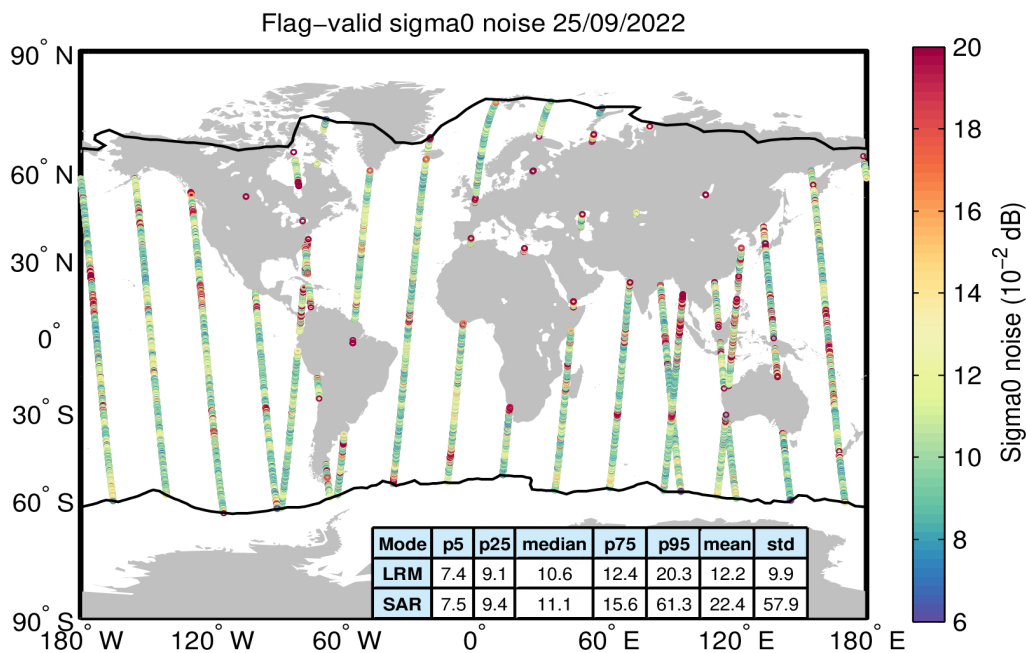 Flag−valid sigma0 noise 25/09/2022
90° N
60° N
30° N
0°
30° S
60° S
90° S
180° W
120° W
60° W
0°
60° E
120° E
180° E
20
18
16
14
12
10
8
6
Sigma0 noise (10⁻² dB)
Mode p5 p25 median p75 p95 mean std
LRM 7.4 9.1 10.6 12.4 20.3 12.2 9.9
SAR 7.5 9.4 11.1 15.6 61.3 22.4 57.9